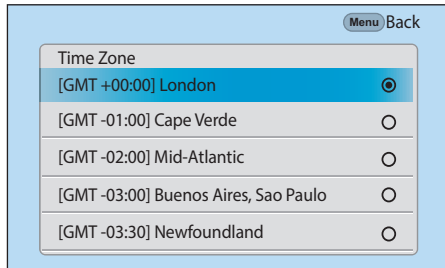 Menu Back
Time Zone
[GMT +00:00] London
[GMT -01:00] Cape Verde
[GMT -02:00] Mid-Atlantic
[GMT -03:00] Buenos Aires, Sao Paulo
[GMT -03:30] Newfoundland